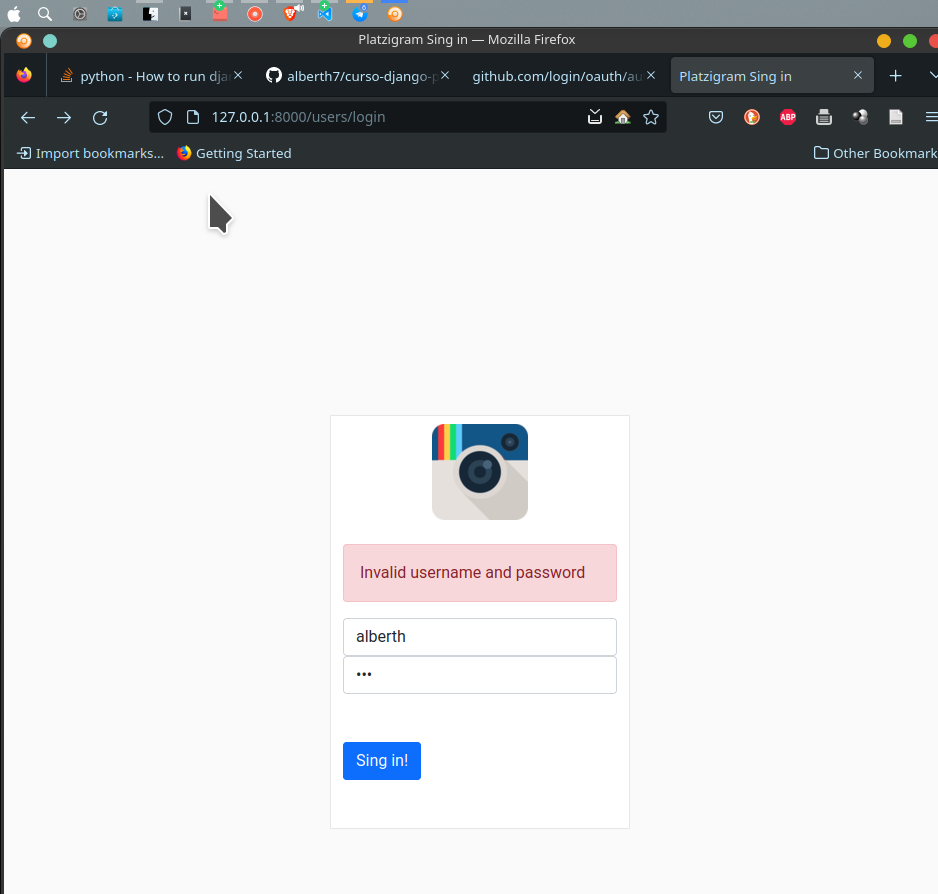 Platzigram Sing in — Mozilla Firefox
python - How to run dja
alberth7/curso-django-p
github.com/login/oauth/au
Platzigram Sing in
127.0.0.1:8000/users/login
ABP
Import bookmarks...
Getting Started
Other Bookmark
Invalid username and password
alberth
•••
Sing in!